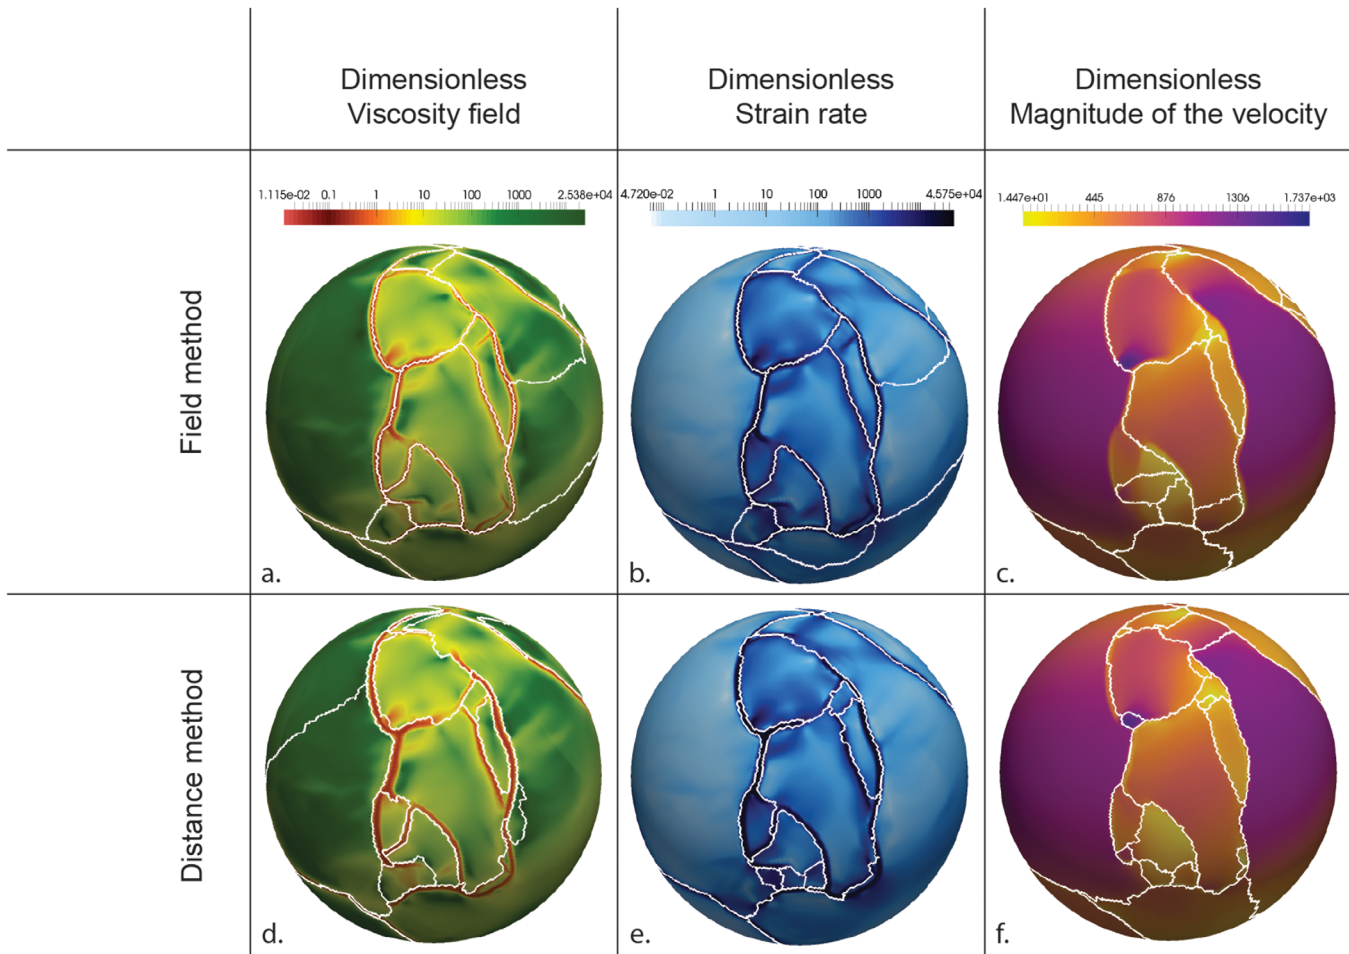 Dimensionless
Viscosity field
Dimensionless
Strain rate
Dimensionless
Magnitude of the velocity
Field method
1.115e-02 0.1 1 10 100 1000 2.538e+04
4.720e-02 1 10 100 1000 4.575e+04
1.447e+01 445 876 1306 1.737e+03
a.
b.
c.
Distance method
d.
e.
f.